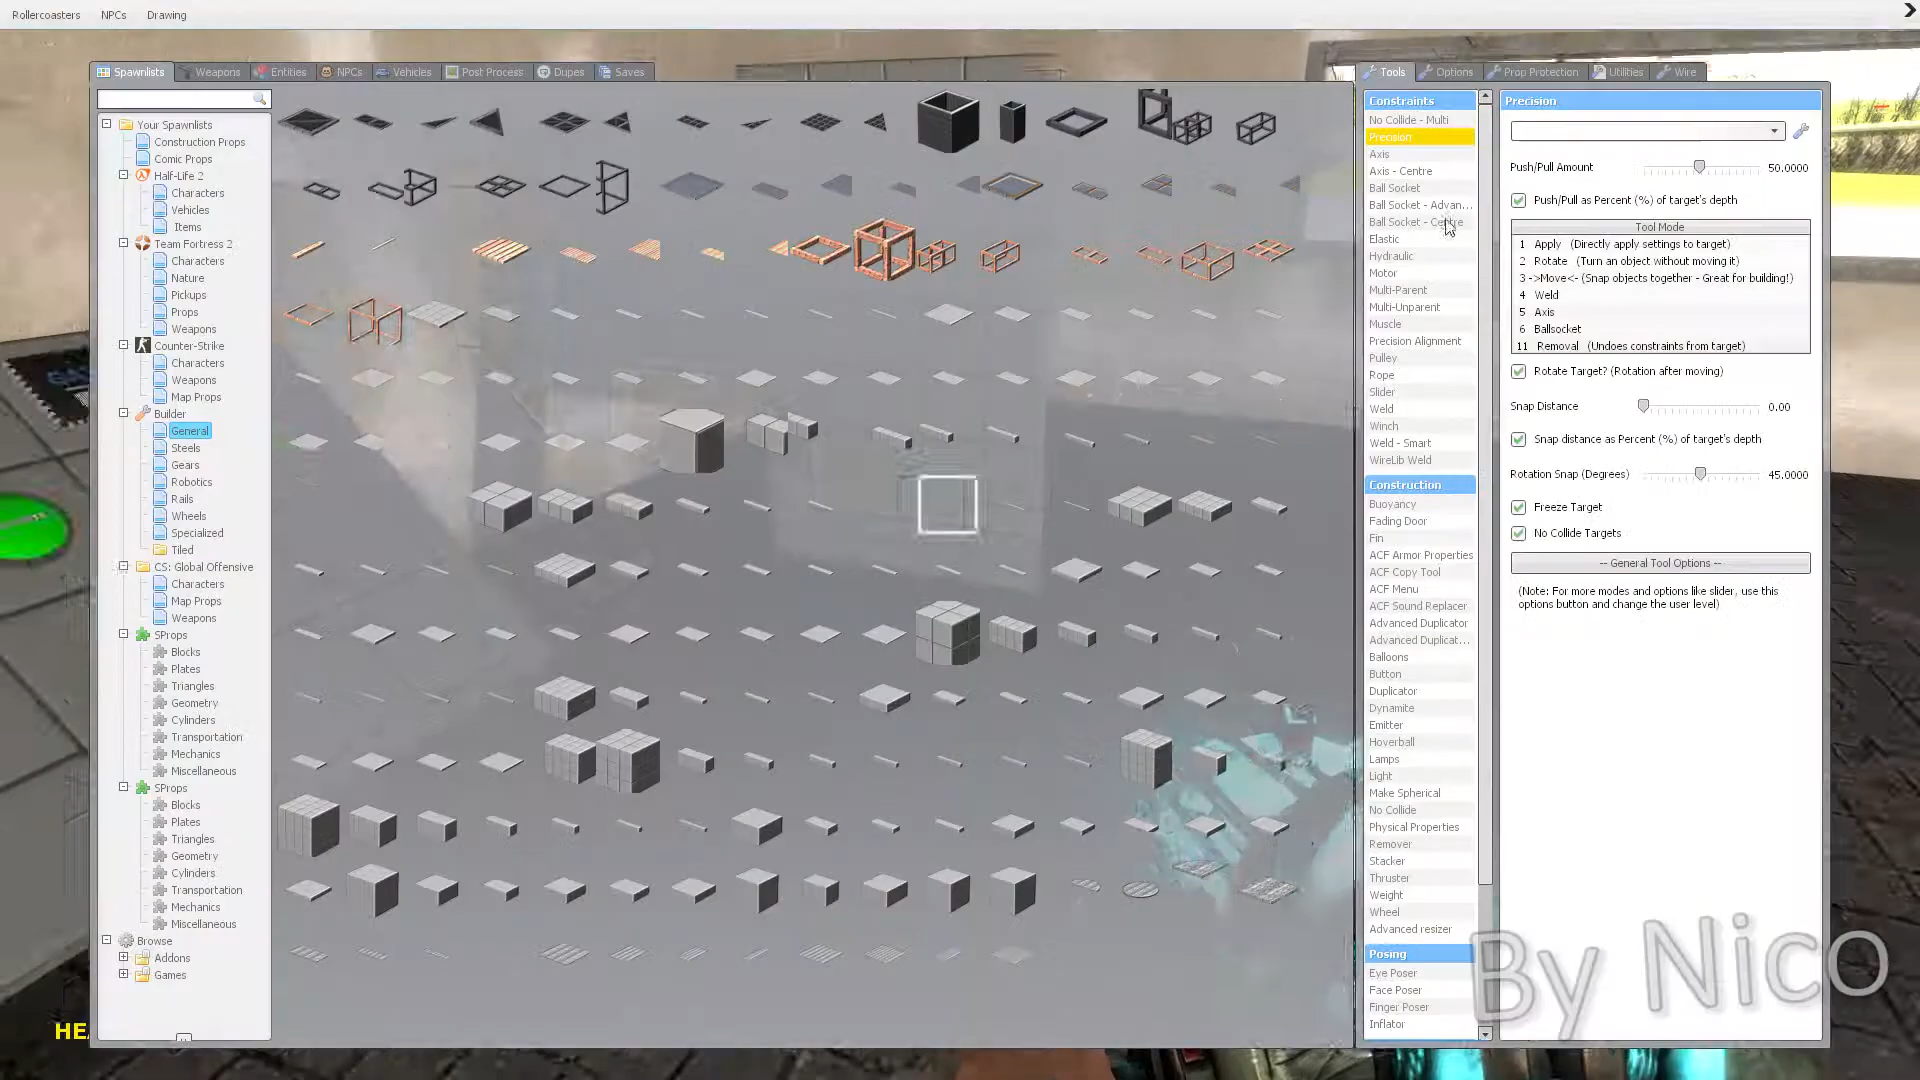 Rollercoasters NPCs Drawing
Spawnlists Weapons Entities NPCs Vehicles Post Process Dupes Saves
Your Spawnlists
Construction Props
Comic Props
Half-Life 2
Characters
Vehicles
Items
Team Fortress 2
Characters
Nature
Pickups
Props
Weapons
Counter-Strike
Characters
Weapons
Map Props
Builder
General
Steels
Gears
Robotics
Rails
Wheels
Specialized
Tiled
CS: Global Offensive
Characters
Map Props
Weapons
SProps
Blocks
Plates
Triangles
Geometry
Cylinders
Transportation
Mechanics
Miscellaneous
SProps
Blocks
Plates
Triangles
Geometry
Cylinders
Transportation
Mechanics
Miscellaneous
Browse
Addons
Games
Tools Options Prop Protection Utilities Wire
Constraints
No Collide - Multi
Precision
Axis
Axis - Centre
Ball Socket
Ball Socket - Advan...
Ball Socket - Centre
Elastic
Hydraulic
Motor
Multi-Parent
Multi-Unparent
Muscle
Precision Alignment
Pulley
Rope
Slider
Weld
Winch
Weld - Smart
WireLib Weld
Construction
Buoyancy
Fading Door
Fin
ACF Armor Properties
ACF Copy Tool
ACF Menu
ACF Sound Replacer
Advanced Duplicator
Advanced Duplicat...
Balloons
Button
Duplicator
Dynamite
Emitter
Hoverball
Lamps
Light
Make Spherical
No Collide
Physical Properties
Remover
Stacker
Thruster
Weight
Wheel
Advanced resizer
Posing
Eye Poser
Face Poser
Finger Poser
Inflator
Precision
Push/Pull Amount 50.0000
Push/Pull as Percent (%) of target's depth
Tool Mode
1 Apply (Directly apply settings to target)
2 Rotate (Turn an object without moving it)
3 ->Move<- (Snap objects together - Great for building!)
4 Weld
5 Axis
6 Ballsocket
11 Removal (Undoes constraints from target)
Rotate Target? (Rotation after moving)
Snap Distance 0.00
Snap distance as Percent (%) of target's depth
Rotation Snap (Degrees) 45.0000
Freeze Target
No Collide Targets
-- General Tool Options --
(Note: For more modes and options like slider, use this
options button and change the user level)
By Nico